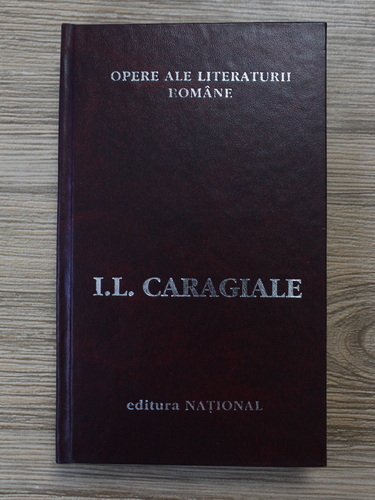 OPERE ALE LITERATURII
ROMÂNE
I.L. CARAGIALE
editura NAȚIONAL